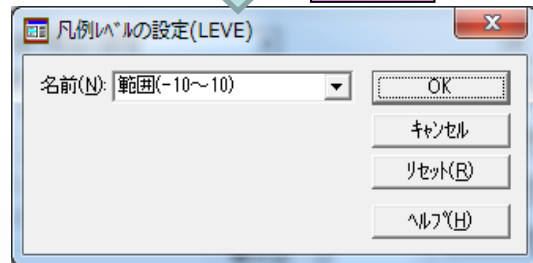 凡例ﾚﾍﾞﾙの設定(LEVE)
名前(N): 範囲(-10～10)
OK
ｷｬﾝｾﾙ
ﾘｾｯﾄ(R)
ﾍﾙﾌﾟ(H)